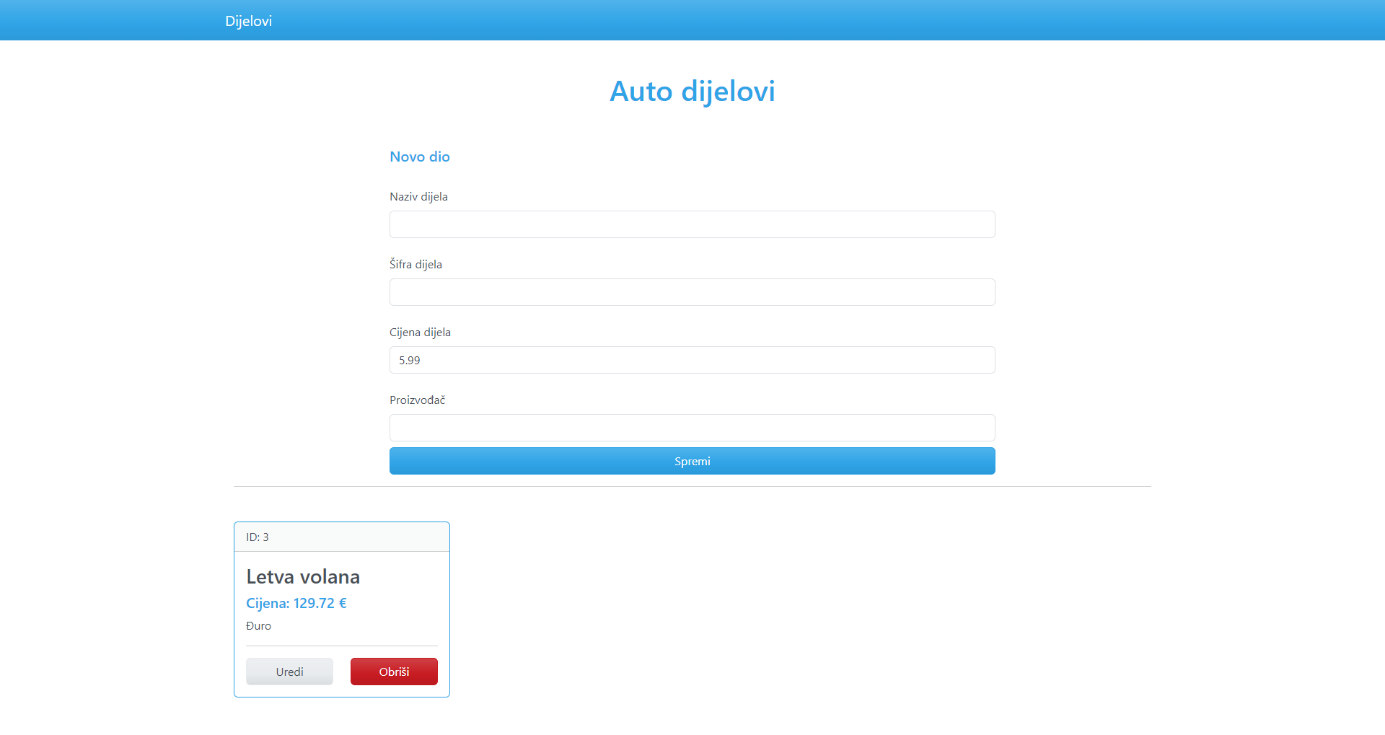 Dijelovi
Auto dijelovi
Novo dio
Naziv dijela
Šifra dijela
Cijena dijela
5.99
Proizvođač
Spremi
ID: 3
Letva volana
Cijena: 129.72 €
Đuro
Uredi Obriši